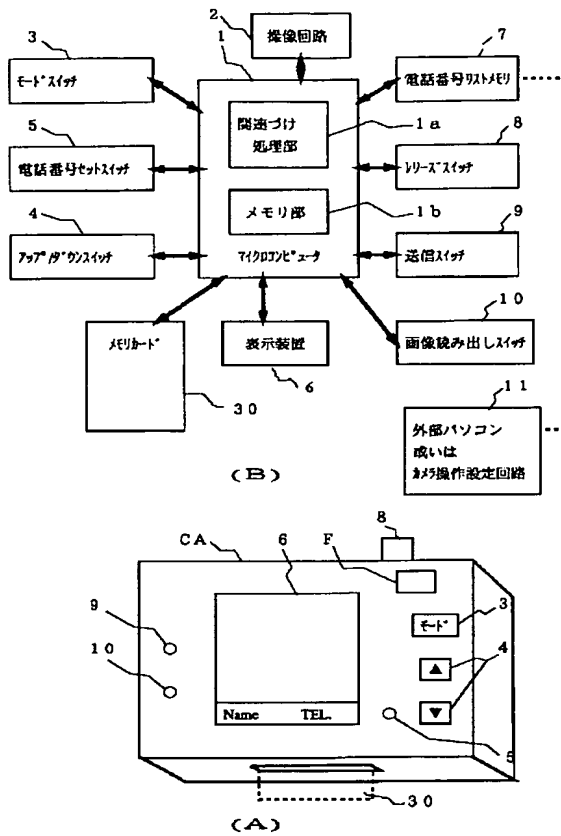 2
操像回路
3
モードスイッチ
1
7
電話番号リストメモリ
関連づけ
処理部
1a
5
電話番号セットスイッチ
8
レリーズスイッチ
メモリ部
1b
4
アップ/ダウンスイッチ
マイクロコンピュータ
9
送信スイッチ
メモリカード
30
表示装置
6
10
画像読み出しスイッチ
11
外部パソコン
或いは
カメラ操作設定回路
(B)
CA
6
F
8
9
10
モード
3
4
▲
▼
Name TEL.
5
30
(A)